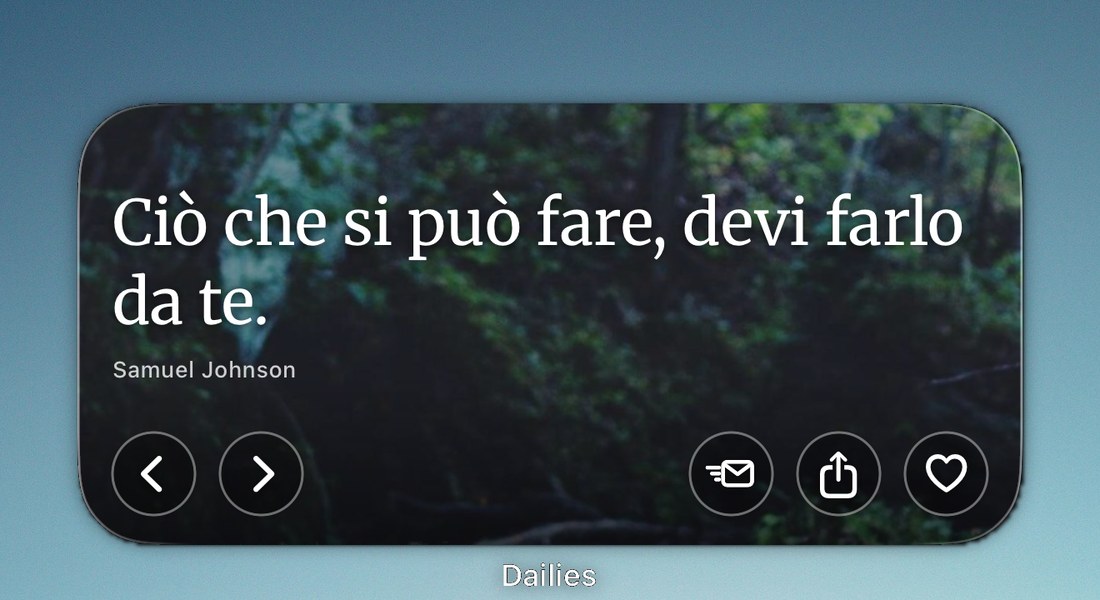 Ciò che si può fare, devi farlo
da te.
Samuel Johnson
Dailies